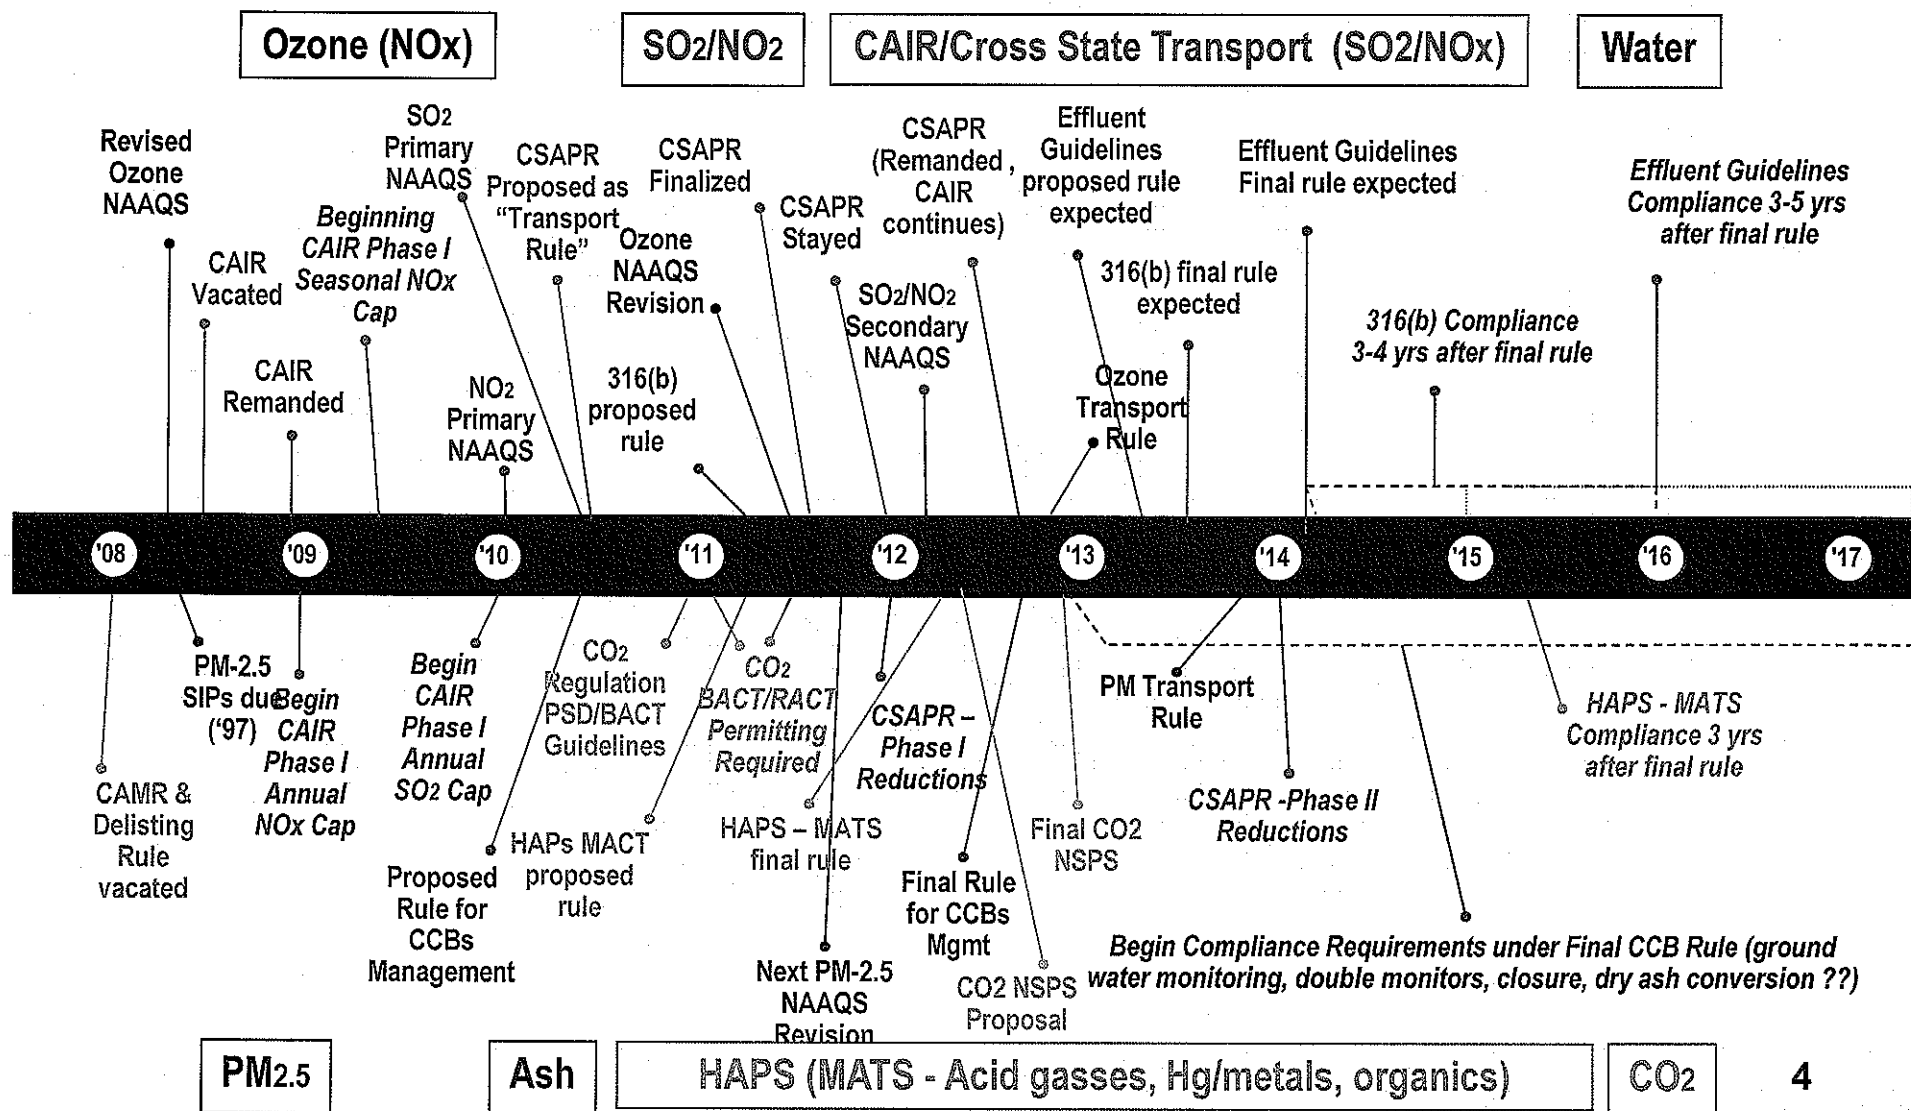 Ozone (NOx)
SO2/NO2
CAIR/Cross State Transport (SO2/NOx)
Water
Revised
Ozone
NAAQS
CAIR
Vacated
CAIR
Remanded
Beginning
CAIR Phase I
Seasonal NOx
Cap
SO2
Primary
NAAQS
NO2
Primary
NAAQS
CSAPR
Proposed as
“Transport
Rule”
Ozone
NAAQS
Revision
316(b)
proposed
rule
CSAPR
Finalized
CSAPR
Stayed
SO2/NO2
Secondary
NAAQS
CSAPR
(Remanded ,
CAIR
continues)
Effluent
Guidelines
proposed rule
expected
Ozone
Transport
Rule
316(b) final rule
expected
Effluent Guidelines
Final rule expected
316(b) Compliance
3-4 yrs after final rule
Effluent Guidelines
Compliance 3-5 yrs
after final rule
'08
'09
'10
'11
'12
'13
'14
'15
'16
'17
CAMR &
Delisting
Rule
vacated
PM-2.5
SIPs due
(‘97)
Begin
CAIR
Phase I
Annual
NOx Cap
Begin
CAIR
Phase I
Annual
SO2 Cap
Proposed
Rule for
CCBs
Management
CO2
Regulation
PSD/BACT
Guidelines
HAPs MACT
proposed
rule
CO2
BACT/RACT
Permitting
Required
HAPS – MATS
final rule
Next PM-2.5
NAAQS
Revision
CSAPR –
Phase I
Reductions
Final Rule
for CCBs
Mgmt
CO2 NSPS
Proposal
Final CO2
NSPS
PM Transport
Rule
CSAPR -Phase II
Reductions
Begin Compliance Requirements under Final CCB Rule (ground
water monitoring, double monitors, closure, dry ash conversion ??)
HAPS - MATS
Compliance 3 yrs
after final rule
PM2.5
Ash
HAPS (MATS - Acid gasses, Hg/metals, organics)
CO2
4